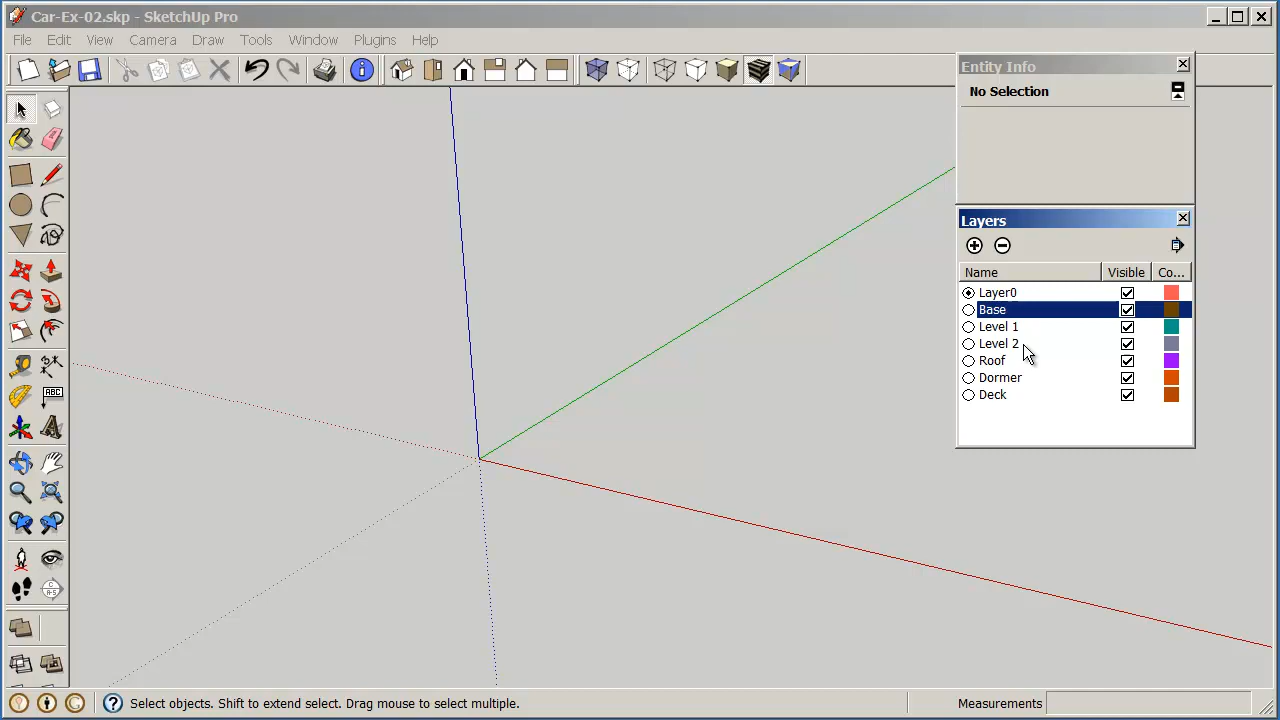 Car-Ex-02.skp - SketchUp Pro
File Edit View Camera Draw Tools Window Plugins Help
Entity Info
No Selection
Layers
Name Visible Co...
Layer0
Base
Level 1
Level 2
Roof
Dormer
Deck
ABC
C
A-5
Select objects. Shift to extend select. Drag mouse to select multiple.
Measurements